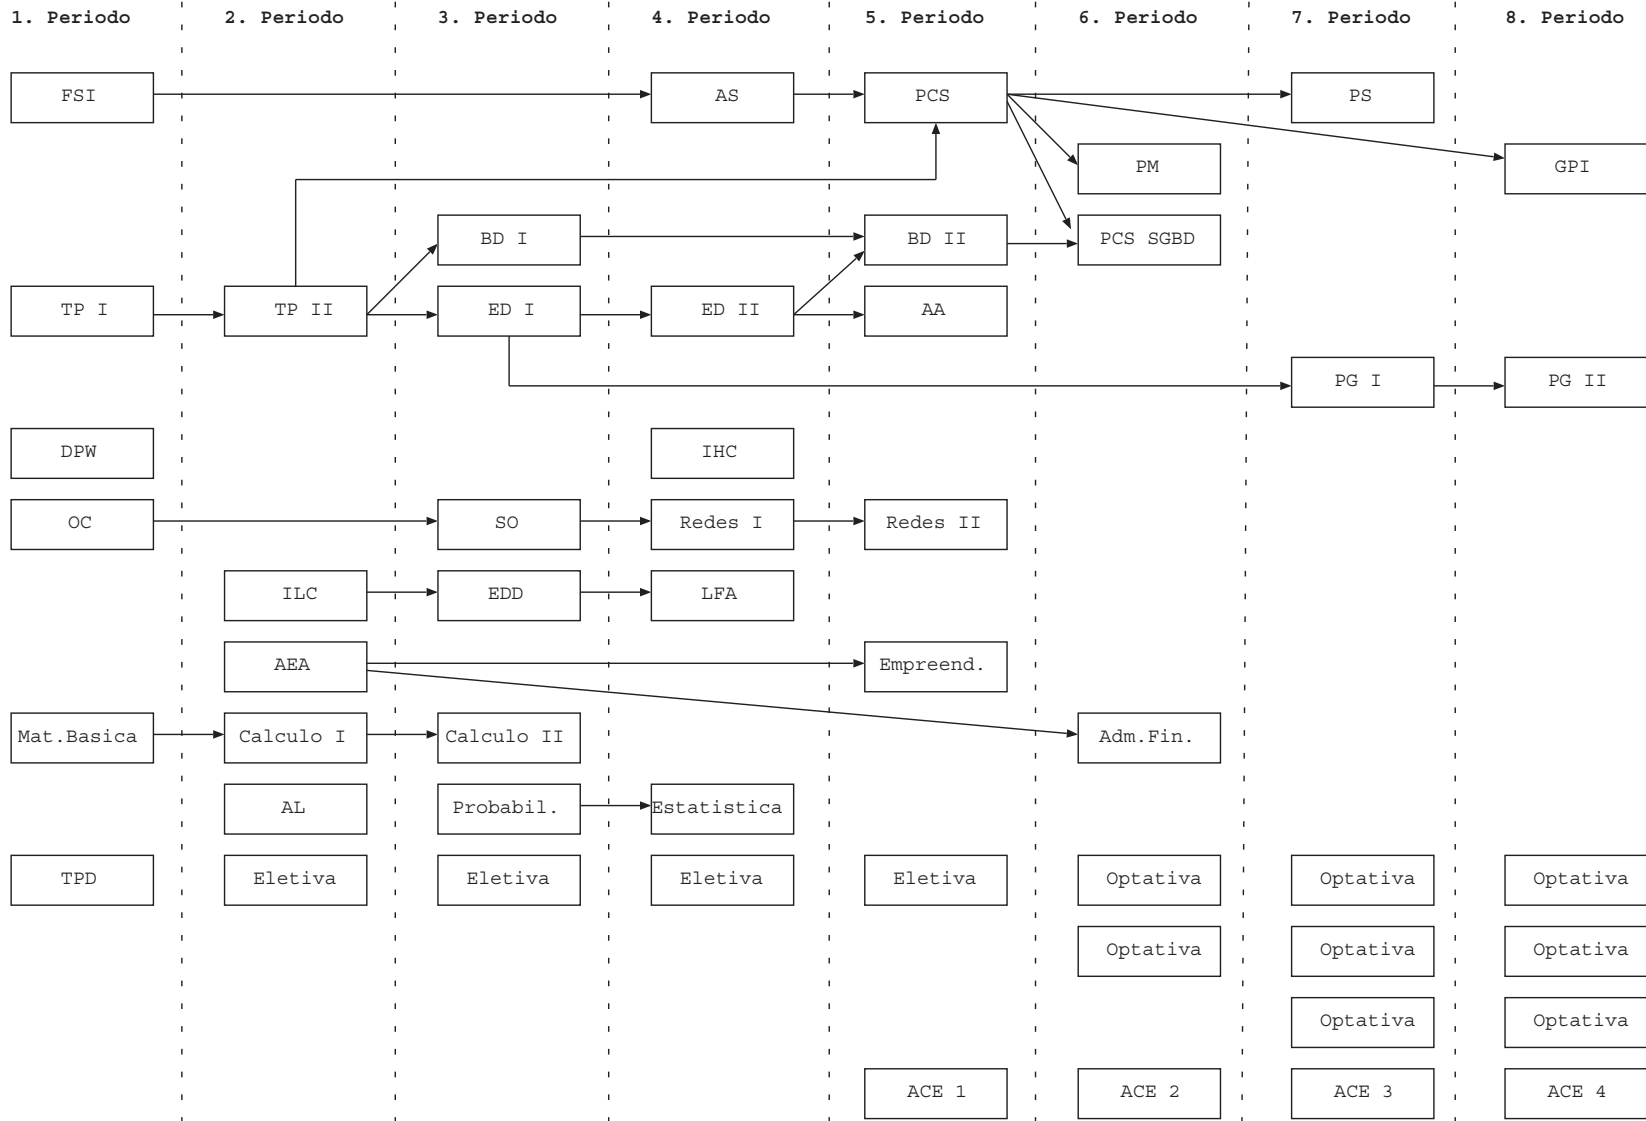 1. Periodo 2. Periodo 3. Periodo 4. Periodo 5. Periodo 6. Periodo 7. Periodo 8. Periodo
FSI AS PCS PS
PM GPI
BD I BD II PCS SGBD
TP I TP II ED I ED II AA
PG I PG II
DPW IHC
OC SO Redes I Redes II
ILC EDD LFA
AEA Empreend.
Mat.Basica Calculo I Calculo II Adm.Fin.
AL Probabil. Estatistica
TPD Eletiva Eletiva Eletiva Eletiva Optativa Optativa Optativa
Optativa Optativa Optativa
Optativa Optativa
ACE 1 ACE 2 ACE 3 ACE 4